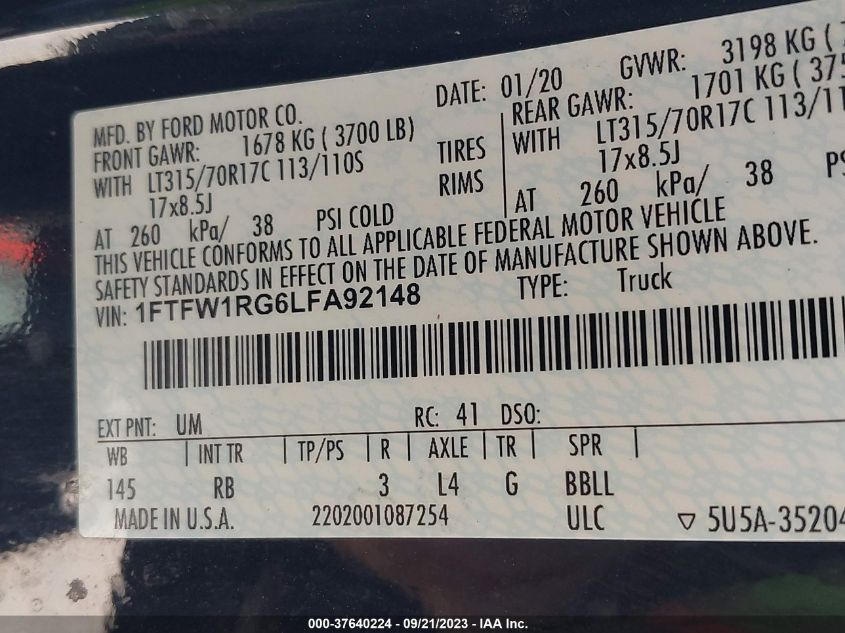 MFD. BY FORD MOTOR CO. DATE: 01/20 GVWR: 3198 KG (
FRONT GAWR: 1678 KG ( 3700 LB) REAR GAWR: 1701 KG ( 375
WITH LT315/70R17C 113/110S TIRES WITH LT315/70R17C 113/11
17x8.5J RIMS 17x8.5J
AT 260 kPa/ 38 PSI COLD AT 260 kPa/ 38 PS
THIS VEHICLE CONFORMS TO ALL APPLICABLE FEDERAL MOTOR VEHICLE
SAFETY STANDARDS IN EFFECT ON THE DATE OF MANUFACTURE SHOWN ABOVE.
VIN: 1FTFW1RG6LFA92148 TYPE: Truck
EXT PNT: UM RC: 41 DSO:
WB | INT TR | TP/PS | R | AXLE | TR | SPR |
145 RB 3 L4 G BBLL
MADE IN U.S.A. 2202001087254 ULC ▽ 5U5A-35204
000-37640224 - 09/21/2023 - IAA Inc.